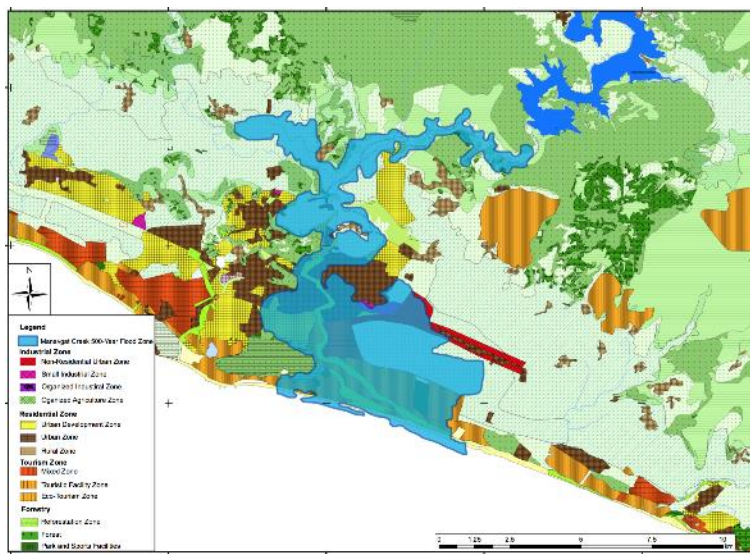 N
Legend
Manavgat Creek 500-Year Flood Zone
Industrial Zone
Non-Residential Urban Zone
Small Industrial Zone
Organized Industrial Zone
Oganized Agriculture Zone
Residential Zone
Urban Development Zone
Urban Zone
Rural Zone
Tourism Zone
Mixed Zone
Touristic Facility Zone
Eco-Tourism Zone
Forestry
Reforestation Zone
Forest
Park and Sports Facilities
0 1.25 2.5 5 7.5 10
km